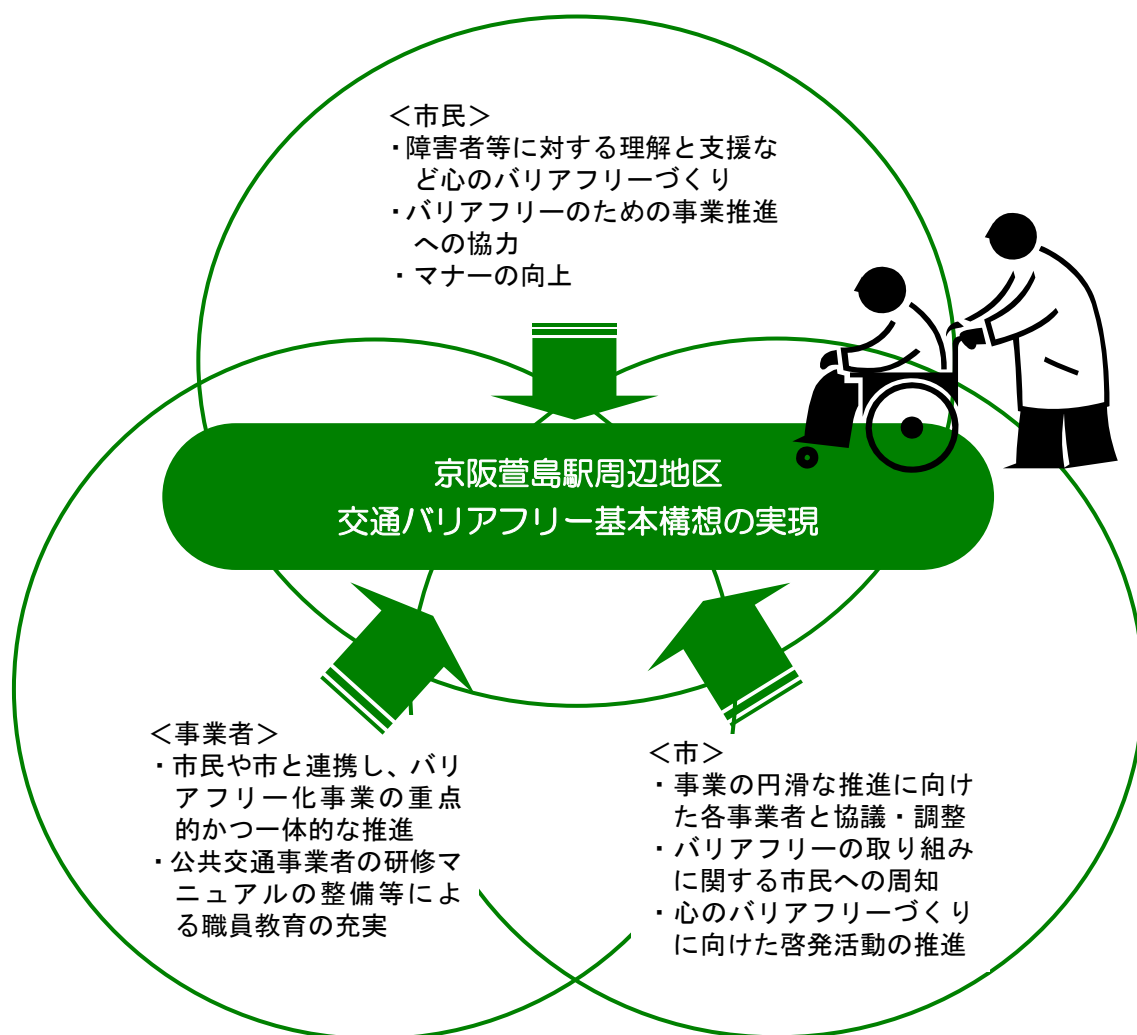 ＜市民＞
・障害者等に対する理解と支援な
ど心のバリアフリーづくり
・バリアフリーのための事業推進
への協力
・マナーの向上
京阪萱島駅周辺地区
交通バリアフリー基本構想の実現
＜事業者＞
・市民や市と連携し、バリ
アフリー化事業の重点
的かつ一体的な推進
・公共交通事業者の研修マ
ニュアルの整備等によ
る職員教育の充実
＜市＞
・事業の円滑な推進に向け
た各事業者と協議・調整
・バリアフリーの取り組み
に関する市民への周知
・心のバリアフリーづくり
に向けた啓発活動の推進